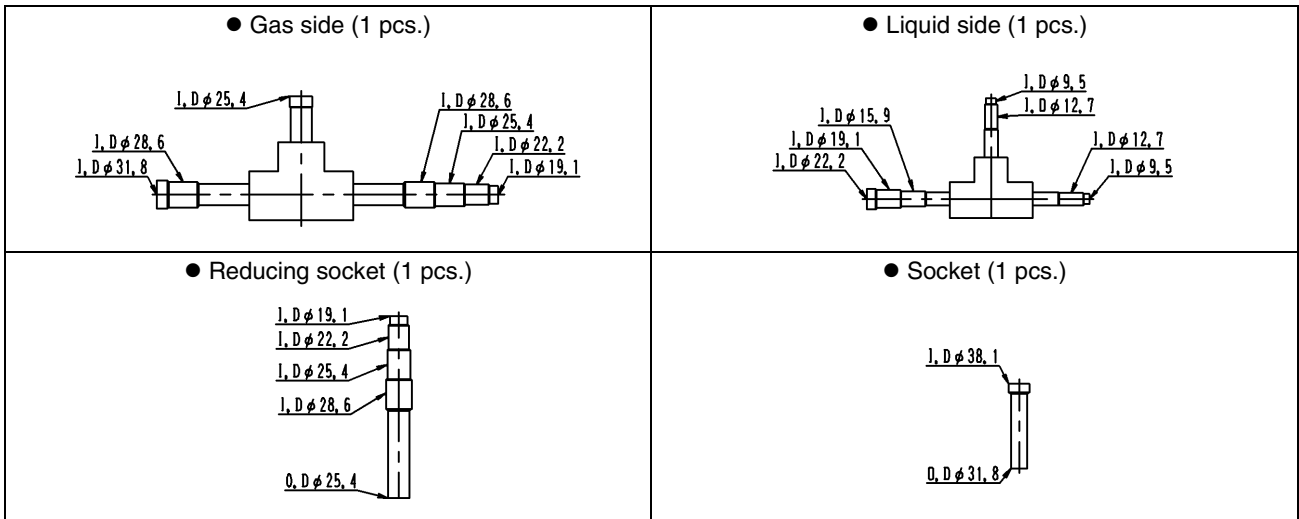 ● Gas side (1 pcs.)
I.Dφ25.4
I.Dφ28.6
I.Dφ25.4
I.Dφ28.6
I.Dφ22.2
I.Dφ31.8
I.Dφ19.1
● Liquid side (1 pcs.)
I.Dφ9.5
I.Dφ12.7
I.Dφ15.9
I.Dφ19.1
I.Dφ12.7
I.Dφ22.2
I.Dφ9.5
● Reducing socket (1 pcs.)
I.Dφ19.1
I.Dφ22.2
I.Dφ25.4
I.Dφ28.6
O.Dφ25.4
● Socket (1 pcs.)
I.Dφ38.1
O.Dφ31.8